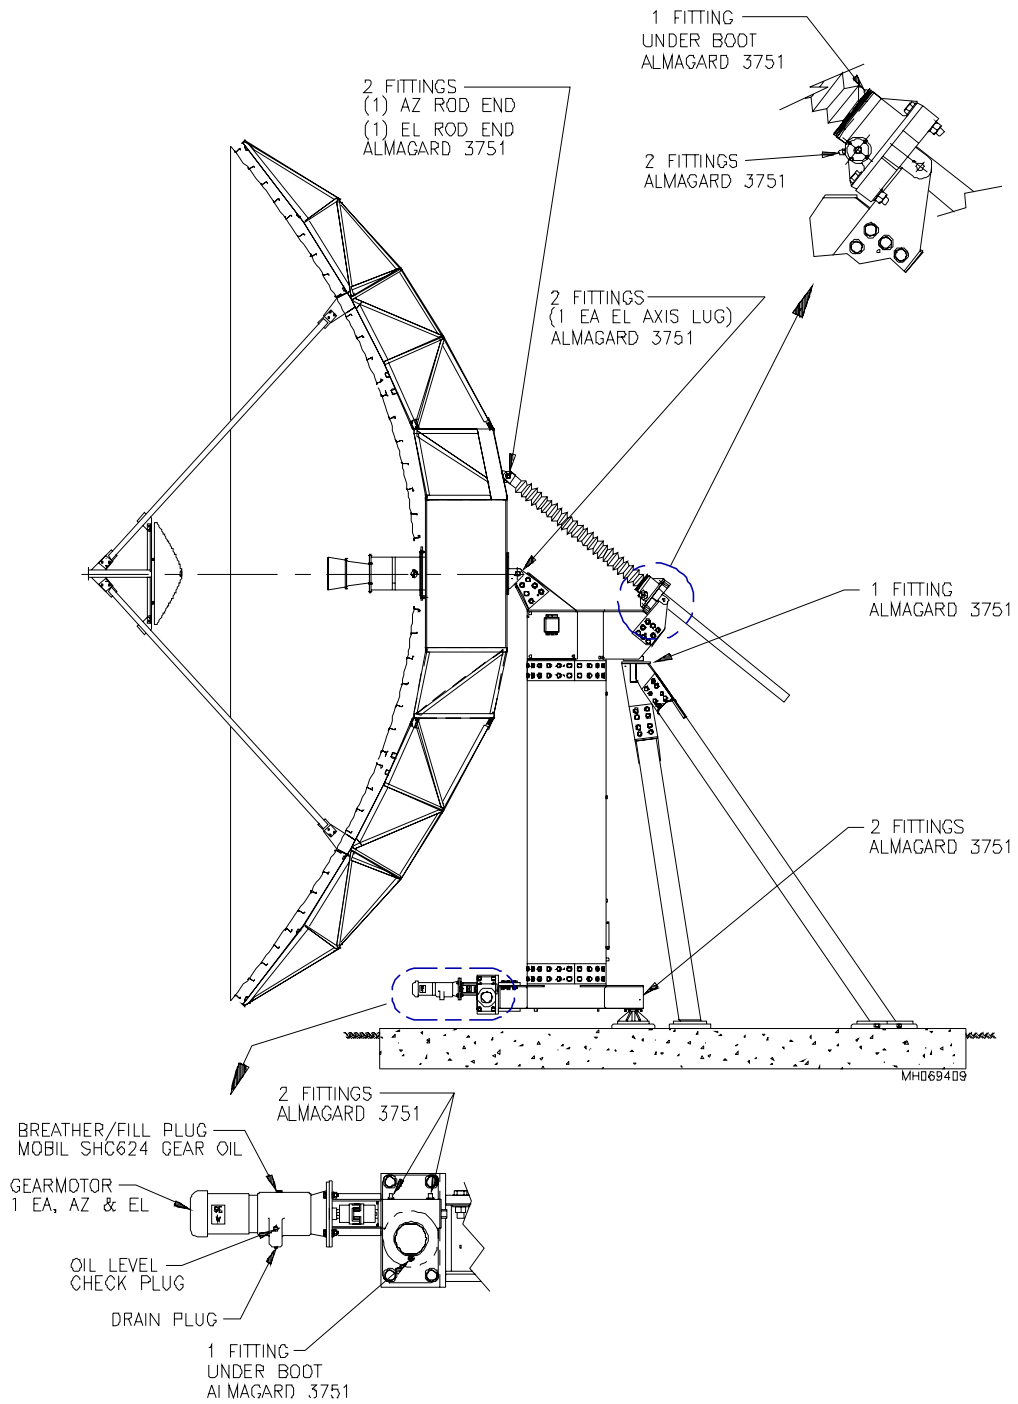 1 FITTING
UNDER BOOT
ALMAGARD 3751
2 FITTINGS
(1) AZ ROD END
(1) EL ROD END
ALMAGARD 3751
2 FITTINGS
ALMAGARD 3751
2 FITTINGS
(1 EA EL AXIS LUG)
ALMAGARD 3751
1 FITTING
ALMAGARD 3751
2 FITTINGS
ALMAGARD 3751
MH069409
2 FITTINGS
ALMAGARD 3751
BREATHER/FILL PLUG
MOBIL SHC624 GEAR OIL
GEARMOTOR
1 EA, AZ & EL
OIL LEVEL
CHECK PLUG
DRAIN PLUG
1 FITTING
UNDER BOOT
ALMAGARD 3751